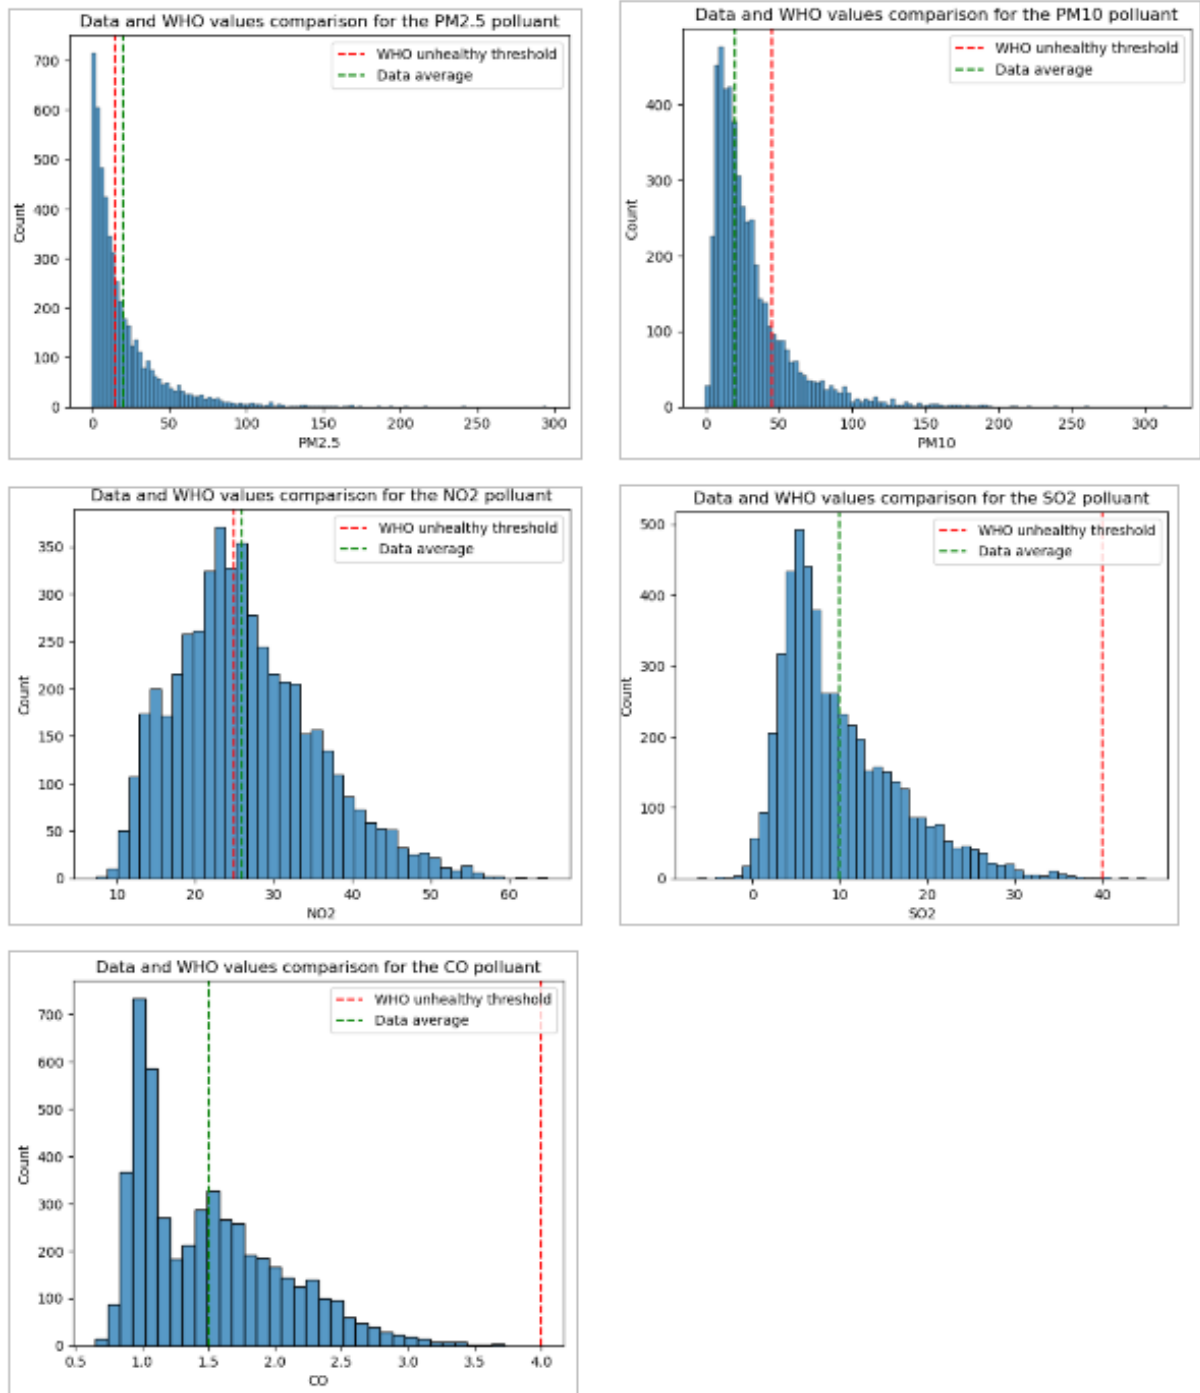 Data and WHO values comparison for the PM2.5 polluant
WHO unhealthy threshold
Data average
700
600
500
400
300
200
100
0
Count
0 50 100 150 200 250 300
PM2.5
Data and WHO values comparison for the PM10 polluant
WHO unhealthy threshold
Data average
400
300
200
100
0
Count
0 50 100 150 200 250 300
PM10
Data and WHO values comparison for the NO2 polluant
WHO unhealthy threshold
Data average
350
300
250
200
150
100
50
0
Count
10 20 30 40 50 60
NO2
Data and WHO values comparison for the SO2 polluant
WHO unhealthy threshold
Data average
500
400
300
200
100
0
Count
0 10 20 30 40
SO2
Data and WHO values comparison for the CO polluant
WHO unhealthy threshold
Data average
700
600
500
400
300
200
100
0
Count
0.5 1.0 1.5 2.0 2.5 3.0 3.5 4.0
CO